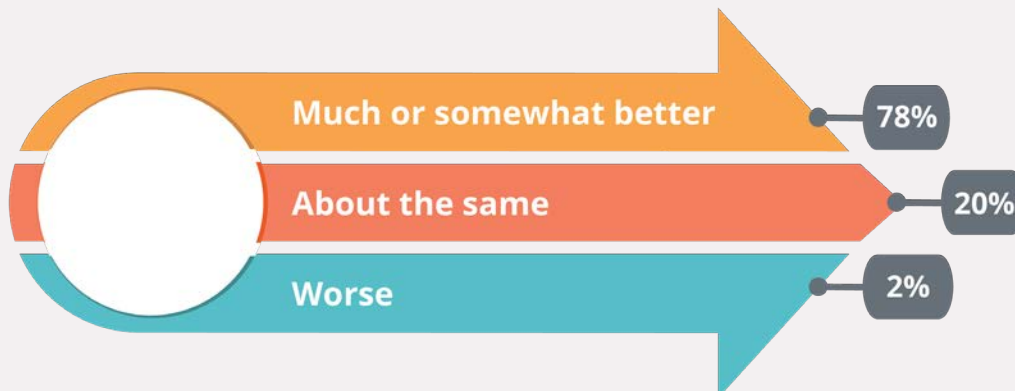 Much or somewhat better
78%
About the same
20%
Worse
2%